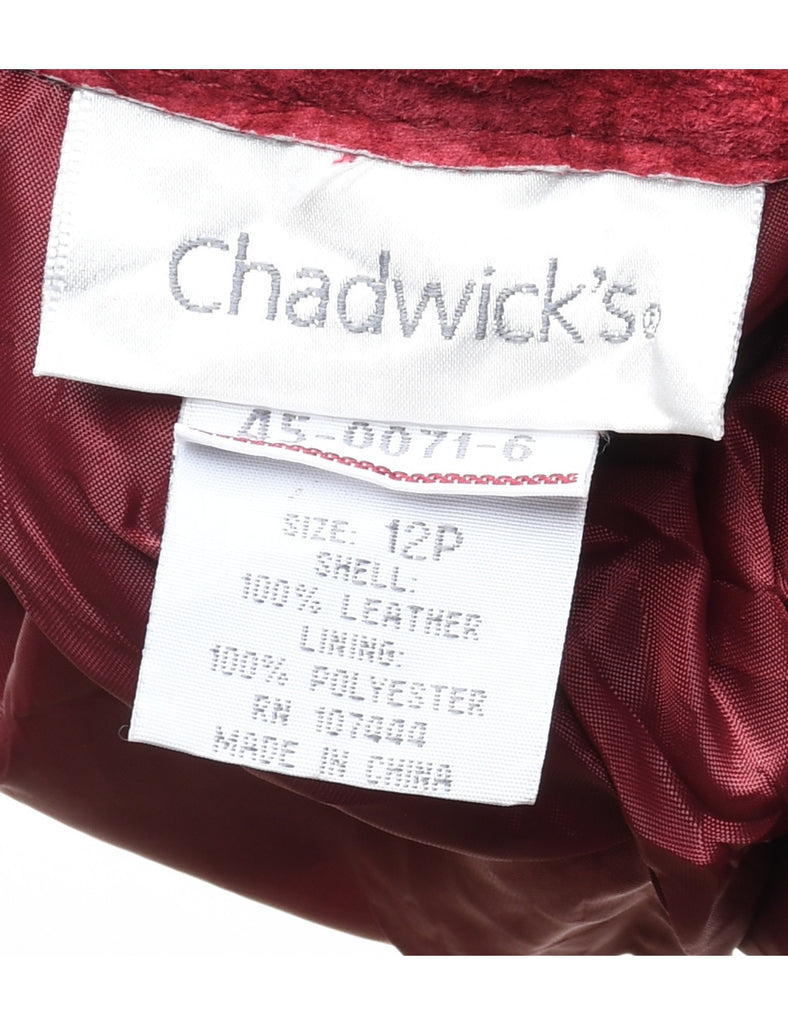 Chadwick's®
45-0071-6
SIZE: 12P
SHELL:
100% LEATHER
LINING:
100% POLYESTER
RN 107444
MADE IN CHINA